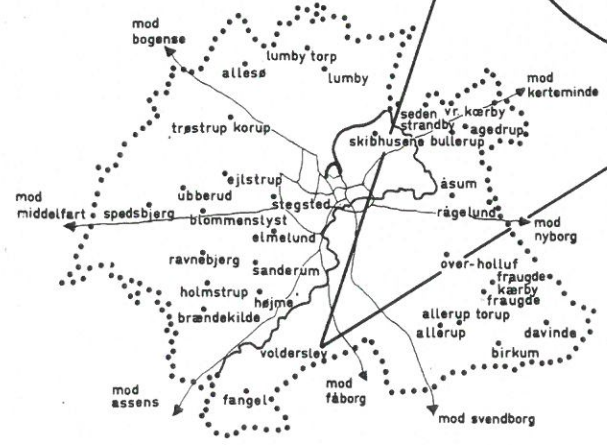 mod
bogense
lumby torp
allesø
lumby
mod
kerteminde
seden
strandby
vr. kærby
trøstrup korup
agedrup
skibhusene bullerup
ejlstrup
ubberud
åsum
stegsted
mod
middelfart
spedsbjerg
blommenslyst
rågelund
mod
nyborg
elmelund
ravnebjerg
sanderum
over-holluf
fraugde
kærby
fraugde
holmstrup
højme
brændekilde
allerup torup
allerup
davinde
birkum
volderslev
mod
assens
fangel
mod
fåborg
mod svendborg